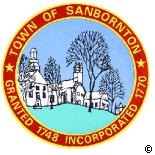 TOWN OF SANBORNTON
GRANTED 1748 INCORPORATED 1770
©